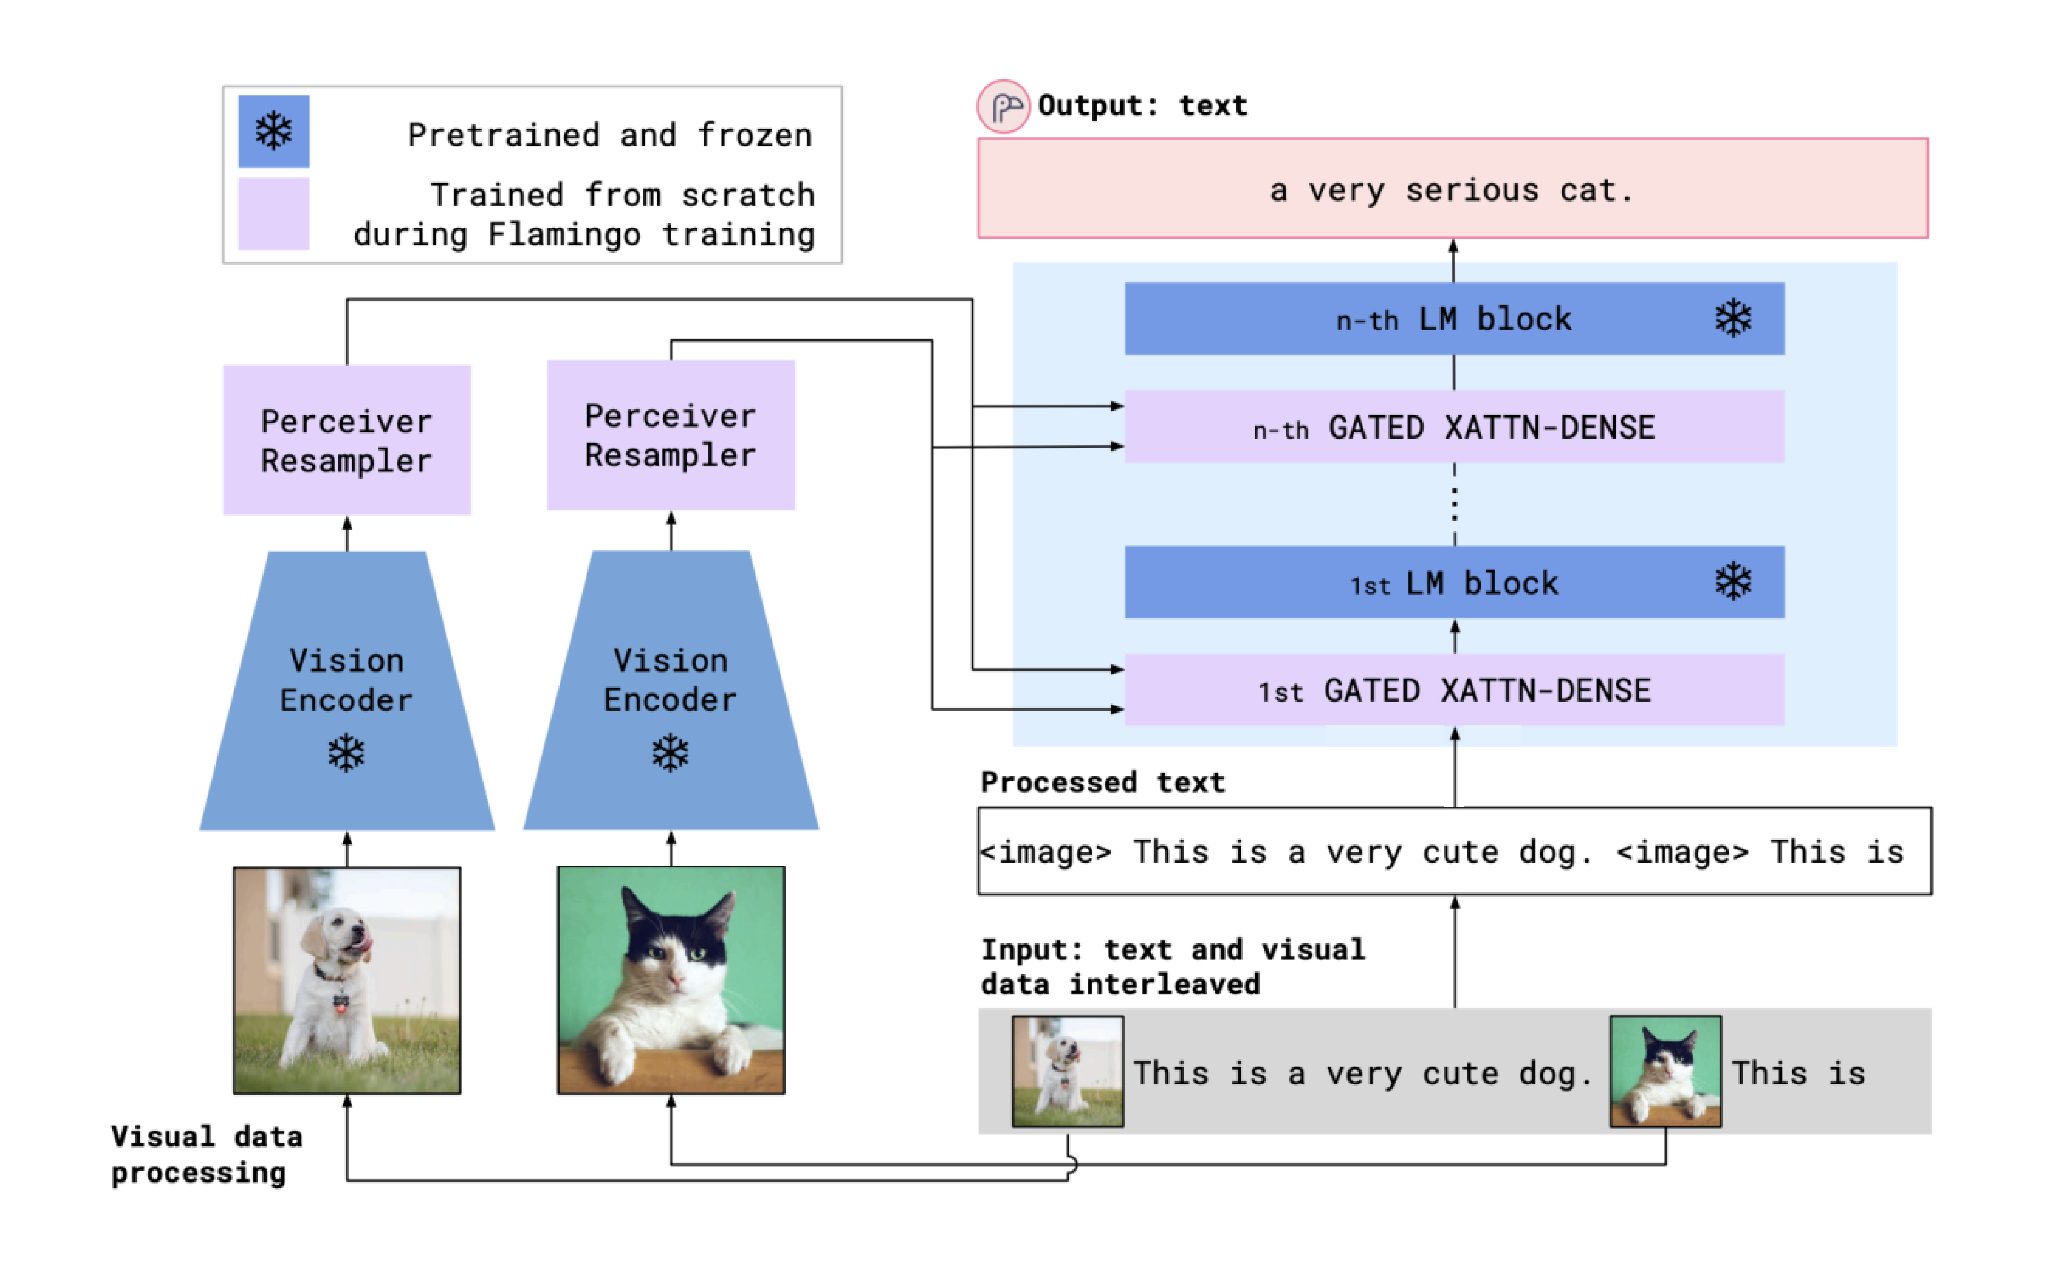 Pretrained and frozen
Trained from scratch
during Flamingo training
Output: text
a very serious cat.
n-th LM block
n-th GATED XATTN-DENSE
1st LM block
1st GATED XATTN-DENSE
Perceiver
Resampler
Perceiver
Resampler
Vision
Encoder
Vision
Encoder
Processed text
<image> This is a very cute dog. <image> This is
Input: text and visual
data interleaved
This is a very cute dog.
This is
Visual data
processing